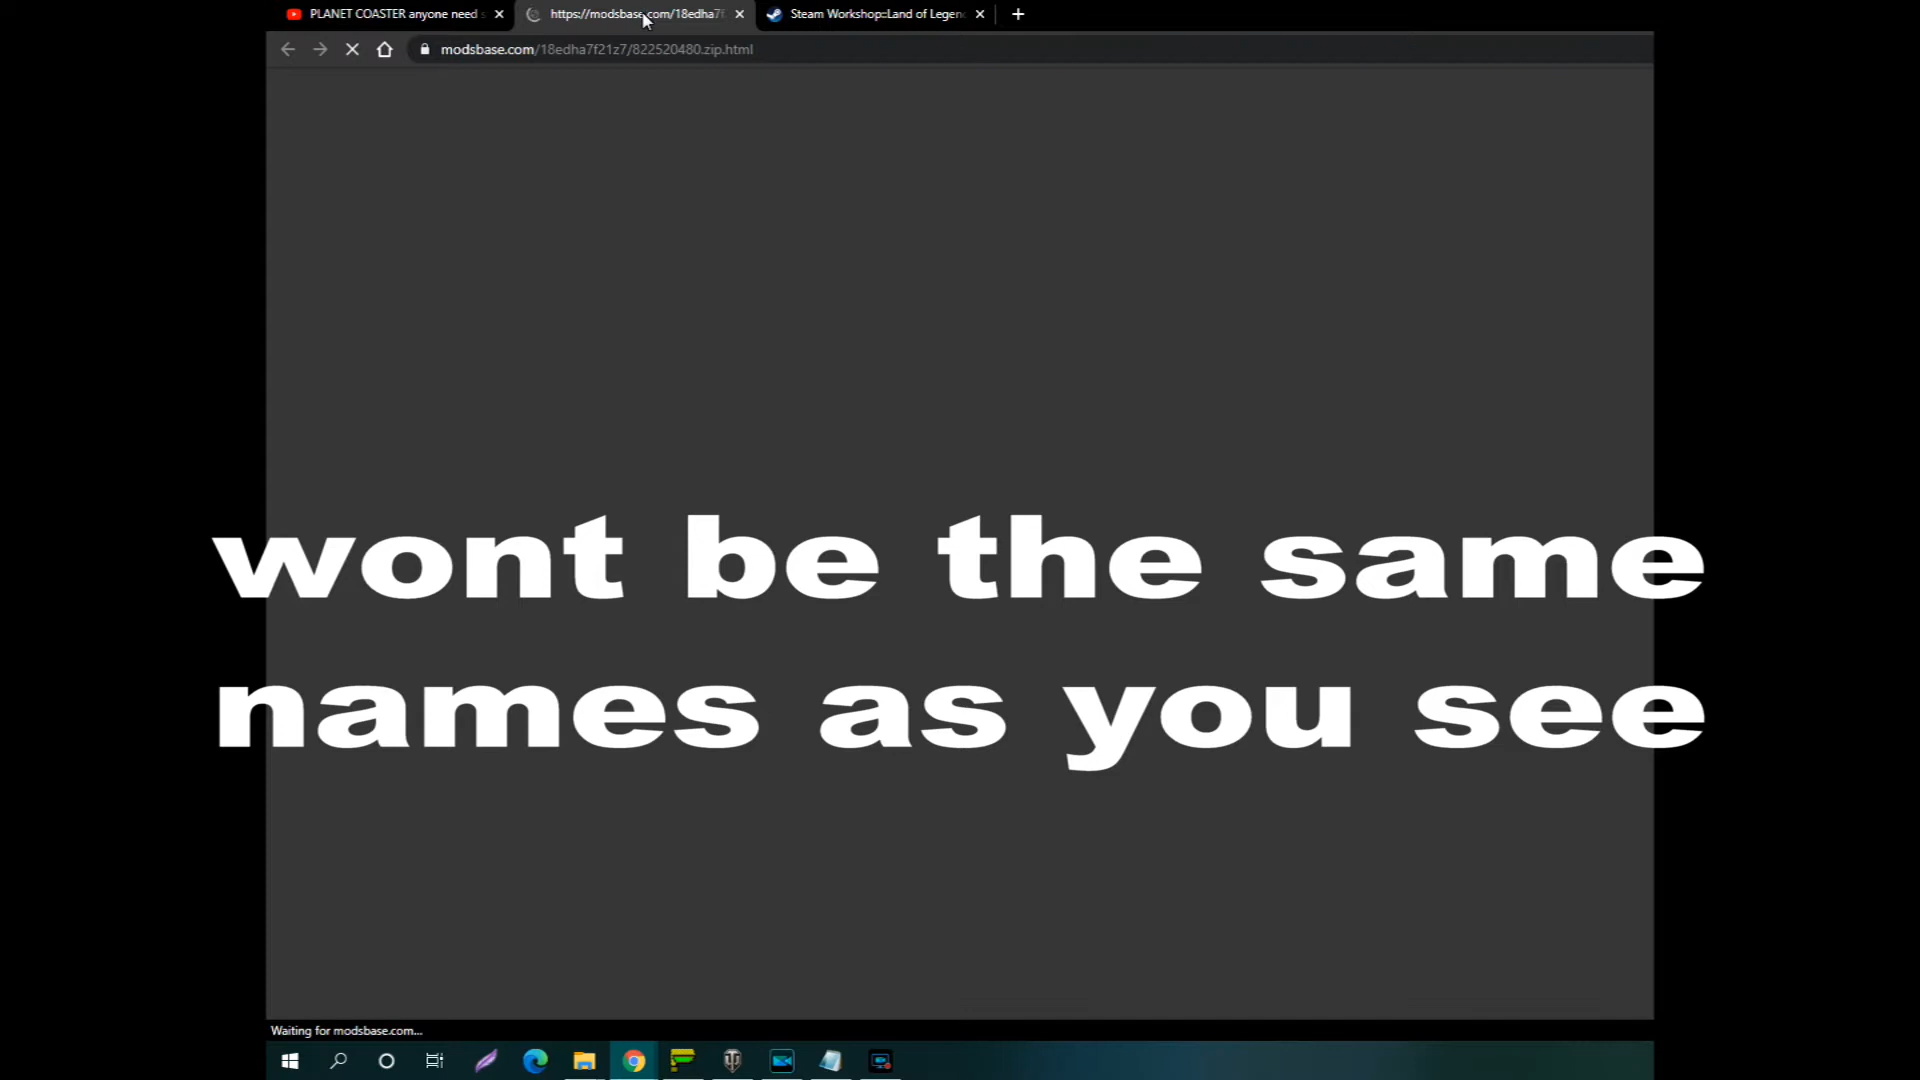 PLANET COASTER anyone need
https://modsbase.com/18edha7f
Steam Workshop::Land of Legen
modsbase.com/18edha7f21z7/822520480.zip.html
wont be the same
names as you see
Waiting for modsbase.com...